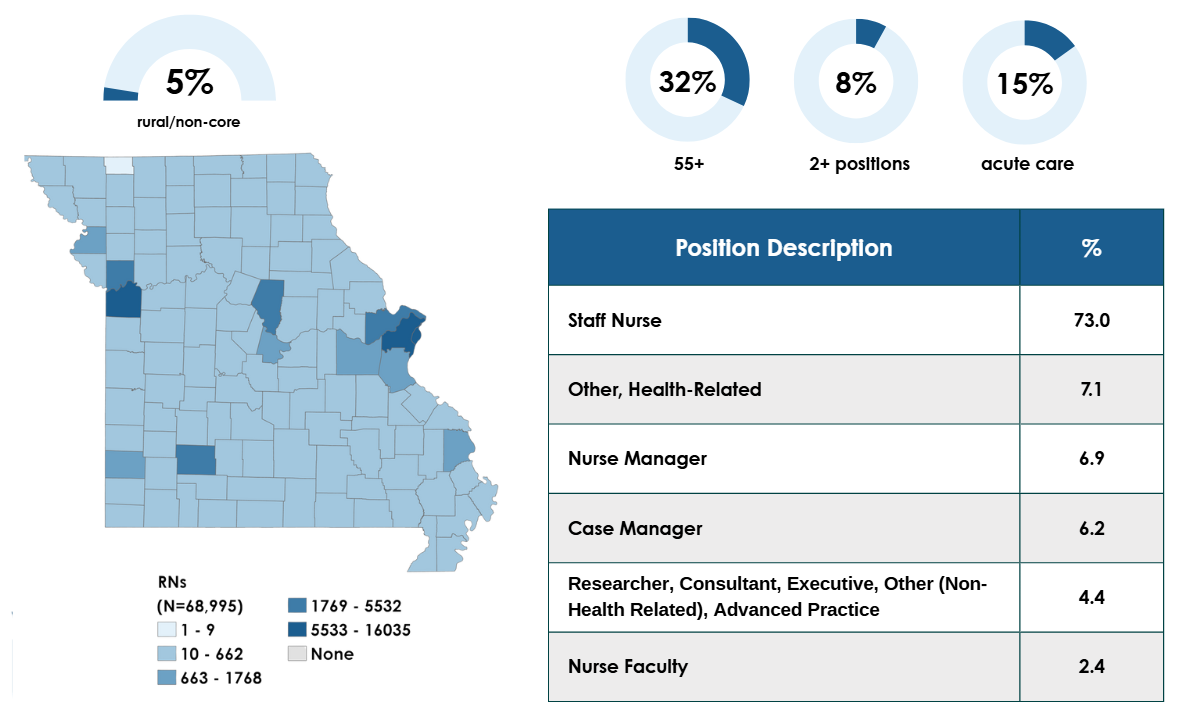 5%
rural/non-core
32%
55+
8%
2+ positions
15%
acute care
RNs
(N=68,995)
1 - 9
10 - 662
663 - 1768
1769 - 5532
5533 - 16035
None
Position Description %
Staff Nurse 73.0
Other, Health-Related 7.1
Nurse Manager 6.9
Case Manager 6.2
Researcher, Consultant, Executive, Other (Non-
Health Related), Advanced Practice 4.4
Nurse Faculty 2.4